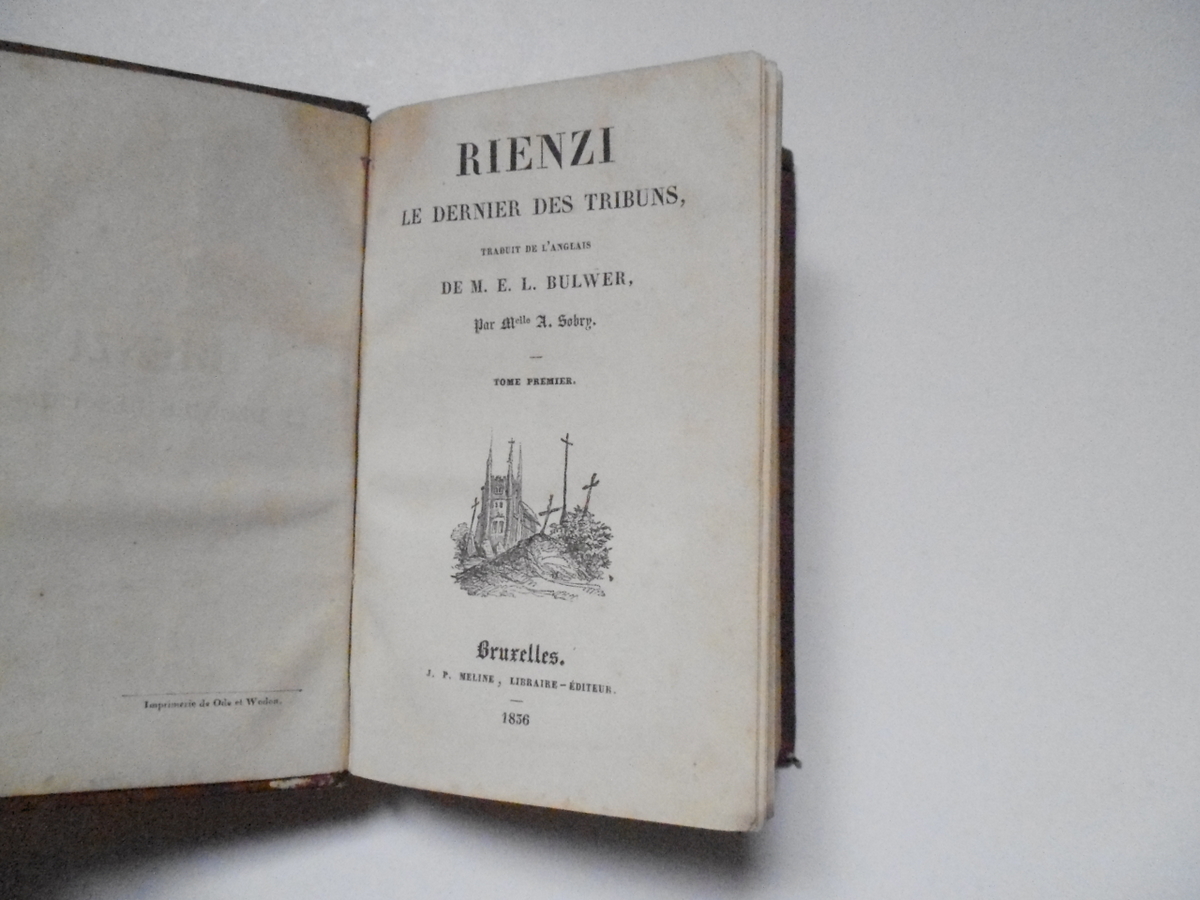 Imprimerie de Ode et Wodon.
RIENZI
LE DERNIER DES TRIBUNS,
TRADUIT DE L'ANGLAIS
DE M. E. L. BULWER,
Par Melle A. Sobry.
TOME PREMIER.
Bruxelles.
J. P. MELINE, LIBRAIRE-ÉDITEUR.
1836